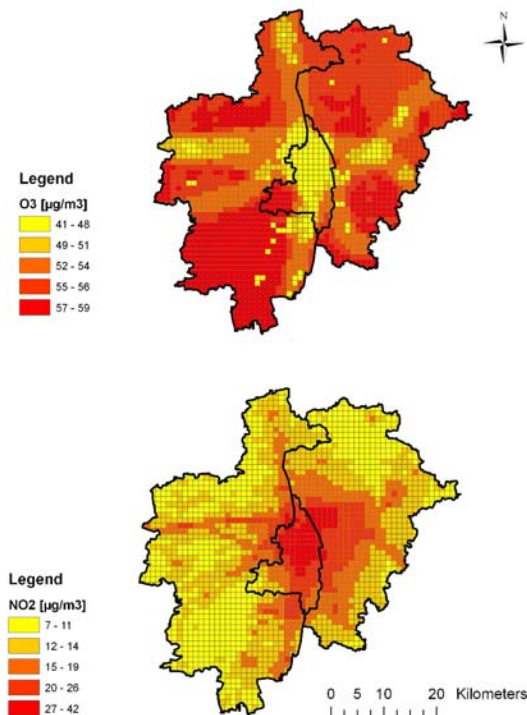 N
Legend
O3 [µg/m3]
41 - 48
49 - 51
52 - 54
55 - 56
57 - 59
Legend
NO2 [µg/m3]
7 - 11
12 - 14
15 - 19
20 - 26
27 - 42
0 5 10 20 Kilometers